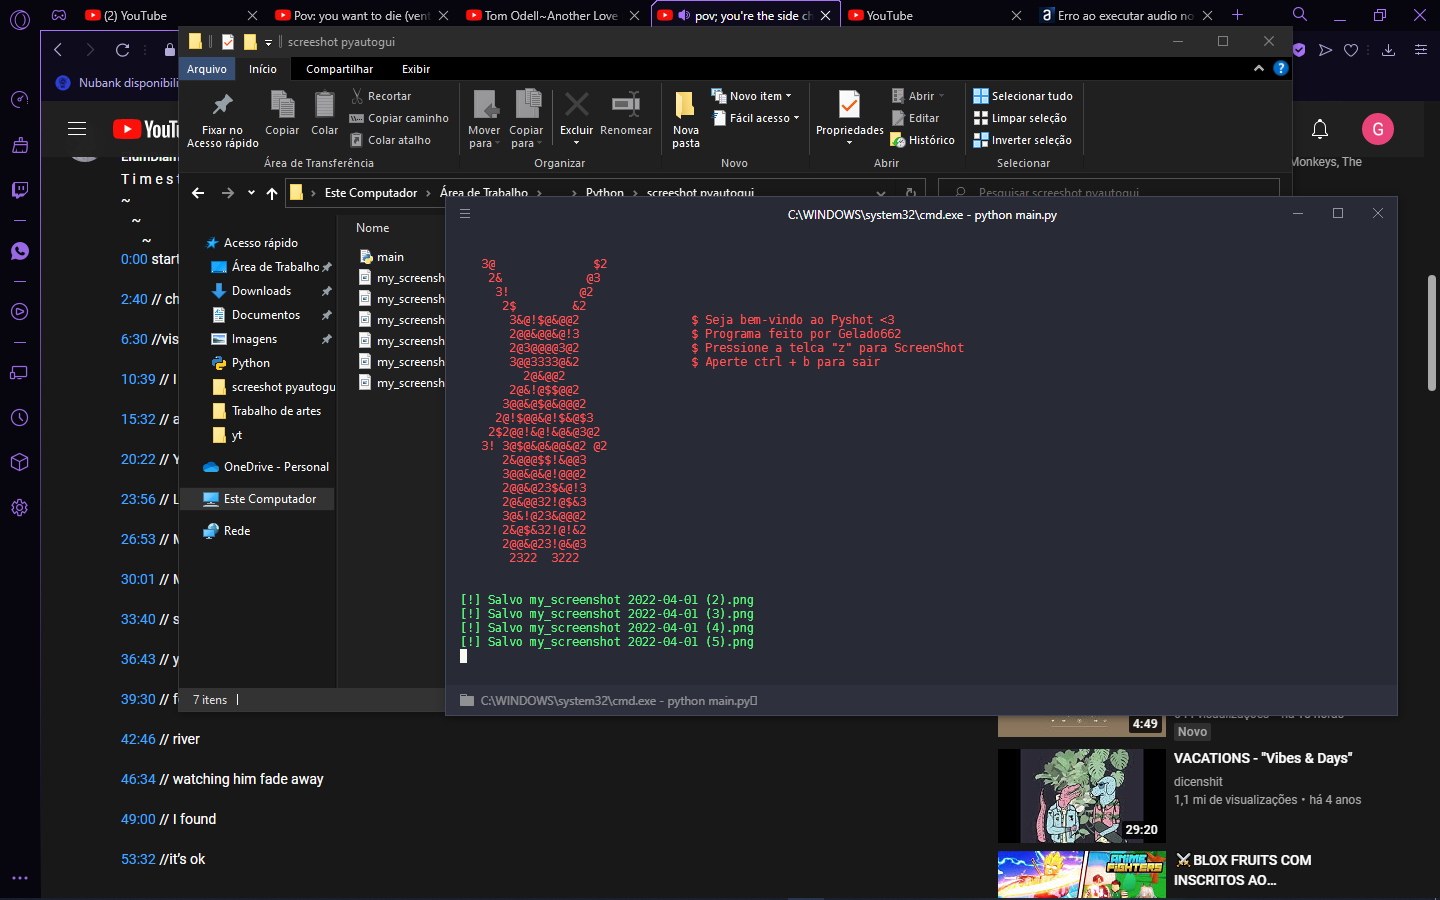 (2) YouTube
Pov: you want to die (vent
Tom Odell~Another Love
pov; you're the side ch
YouTube
Erro ao executar audio no
screeshot pyautogui
Arquivo
Início
Compartilhar
Exibir
Nubank disponibili
Fixar no
Acesso rápido
Copiar
Colar
Recortar
Copiar caminho
Colar atalho
Mover
para
Copiar
para
Excluir
Renomear
Nova
pasta
Novo item
Fácil acesso
Propriedades
Abrir
Editar
Histórico
Selecionar tudo
Limpar seleção
Inverter seleção
Área de Transferência
Organizar
Novo
Abrir
Selecionar
G
Monkeys, The
T i m e s t
~
~
~
Este Computador
Área de Trabalho
Python
screeshot pyautogui
Pesquisar screeshot pyautogui
Nome
main
my_screensh
my_screensh
my_screensh
my_screensh
my_screensh
my_screensh
Acesso rápido
Área de Trabalho
Downloads
Documentos
Imagens
Python
screeshot pyautogu
Trabalho de artes
yt
OneDrive - Personal
Este Computador
Rede
7 itens
C:\WINDOWS\system32\cmd.exe - python main.py
3@ $2
2& @3
3! @2
2$ &2
3&@!$@&@@2 $ Seja bem-vindo ao Pyshot <3
2@@&@@&@!3 $ Programa feito por Gelado662
2@3@@@@3@2 $ Pressione a telca "z" para ScreenShot
3@@3333@&2 $ Aperte ctrl + b para sair
2@&@@2
2@&!@$$@@2
3@@&@$@&@@@2
2@!$@@&@!$&@$3
2$2@@!&@!&@&@3@2
3! 3@$@&@&@@&2 @2
2&@@@$$!&@@3
3@@&@&@!@@@2
2@@&@23$&@!3
2@&@@32!@$&3
3@&!@23&@@@2
2&@$&32!@!&2
2@@&@23!@&@3
2322 3222
[!] Salvo my_screenshot 2022-04-01 (2).png
[!] Salvo my_screenshot 2022-04-01 (3).png
[!] Salvo my_screenshot 2022-04-01 (4).png
[!] Salvo my_screenshot 2022-04-01 (5).png
C:\WINDOWS\system32\cmd.exe - python main.py
0:00 start
2:40 // ch
6:30 //vis
10:39 // I
15:32 // a
20:22 // Y
23:56 // L
26:53 // M
30:01 // M
33:40 // s
36:43 // y
39:30 // f
42:46 // river
46:34 // watching him fade away
49:00 // I found
53:32 //it's ok
4:49
Novo
VACATIONS - "Vibes & Days"
dicenshit
1,1 mi de visualizações • há 4 anos
29:20
ANIME
FIGHTERS
⚔️BLOX FRUITS COM
INSCRITOS AO...